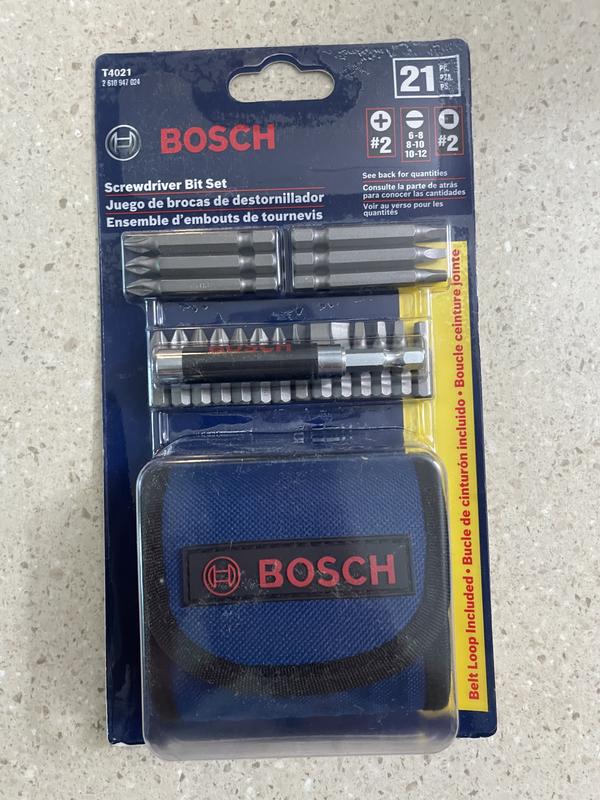 T4021
2 610 947 024
21
PC.
PZA.
PS.
BOSCH
#2
6-8
8-10
10-12
#2
Screwdriver Bit Set
Juego de brocas de destornillador
Ensemble d'embouts de tournevis
See back for quantities
Consulte la parte de atrás
para conocer las cantidades
Voir au verso pour les
quantités
BOSCH
BOSCH
Belt Loop Included • Bucle de cinturón incluido • Boucle ceinture jointe